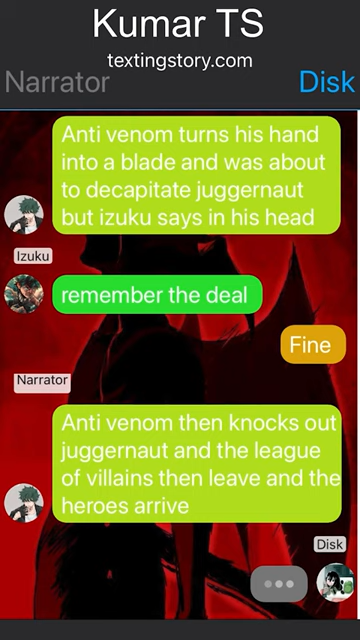 Kumar TS
textingstory.com
Narrator
Disk
Anti venom turns his hand
into a blade and was about
to decapitate juggernaut
but izuku says in his head
Izuku
remember the deal
Fine
Narrator
Anti venom then knocks out
juggernaut and the league
of villains then leave and the
heroes arrive
Disk